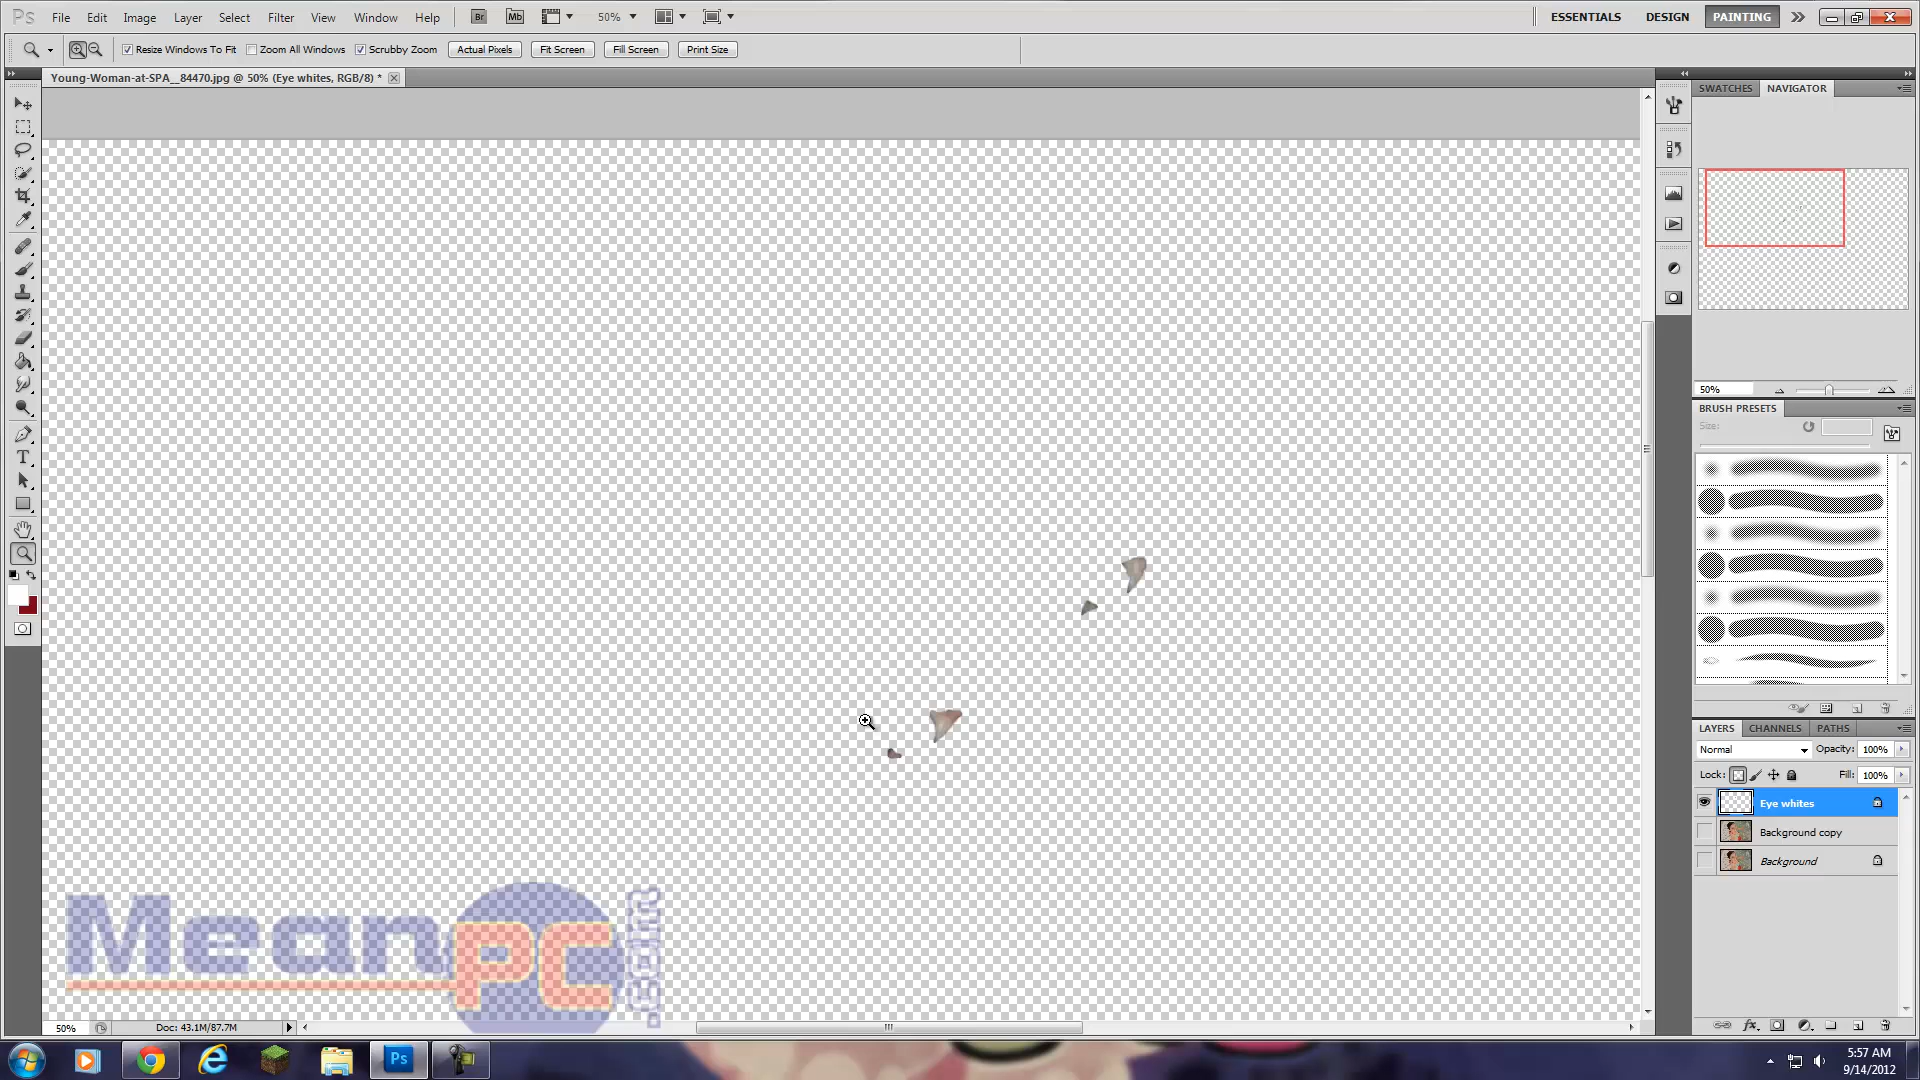 Ps File Edit Image Layer Select Filter View Window Help Br Mb 50% ESSENTIALS DESIGN PAINTING
Resize Windows To Fit Zoom All Windows Scrubby Zoom Actual Pixels Fit Screen Fill Screen Print Size
Young-Woman-at-SPA__84470.jpg @ 50% (Eye whites, RGB/8) *
SWATCHES NAVIGATOR
50%
BRUSH PRESETS
Size:
LAYERS CHANNELS PATHS
Normal Opacity: 100%
Lock: Fill: 100%
Eye whites
Background copy
Background
MeanPC.com
50% Doc: 43.1M/87.7M
Ps
5:57 AM
9/14/2012